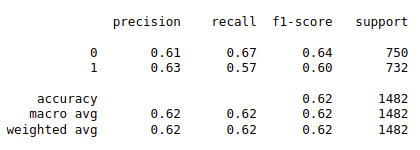 precision recall f1-score support
0 0.61 0.67 0.64 750
1 0.63 0.57 0.60 732
accuracy 0.62 1482
macro avg 0.62 0.62 0.62 1482
weighted avg 0.62 0.62 0.62 1482